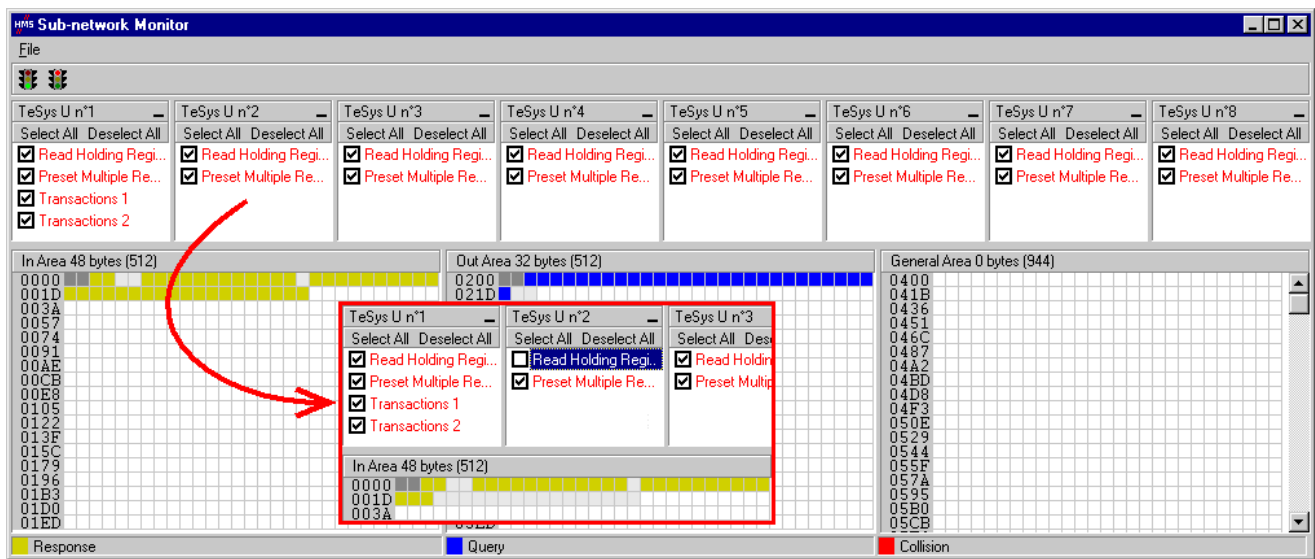 HMS Sub-network Monitor
File
TeSys U n°1 TeSys U n°2 TeSys U n°3 TeSys U n°4 TeSys U n°5 TeSys U n°6 TeSys U n°7 TeSys U n°8
Select All Deselect All Select All Deselect All Select All Deselect All Select All Deselect All Select All Deselect All Select All Deselect All Select All Deselect All Select All Deselect All
Read Holding Regi... Read Holding Regi... Read Holding Regi... Read Holding Regi... Read Holding Regi... Read Holding Regi... Read Holding Regi... Read Holding Regi...
Preset Multiple Re... Preset Multiple Re... Preset Multiple Re... Preset Multiple Re... Preset Multiple Re... Preset Multiple Re... Preset Multiple Re... Preset Multiple Re...
Transactions 1
Transactions 2
In Area 48 bytes (512)
0000
001D
003A
0057
0074
0091
00AE
00CB
00E8
0105
0122
013F
015C
0179
0196
01B3
01D0
01ED
Out Area 32 bytes (512)
0200
021D
TeSys U n°1 TeSys U n°2 TeSys U n°3
Select All Deselect All Select All Deselect All Select All Des
Read Holding Regi... Read Holding Regi.. Read Holdin
Preset Multiple Re... Preset Multiple Re... Preset Multip
Transactions 1
Transactions 2
In Area 48 bytes (512)
0000
001D
003A
General Area 0 bytes (944)
0400
041B
0436
0451
046C
0487
04A2
04BD
04D8
04F3
050E
0529
0544
055F
057A
0595
05B0
05CB
Response Query Collision